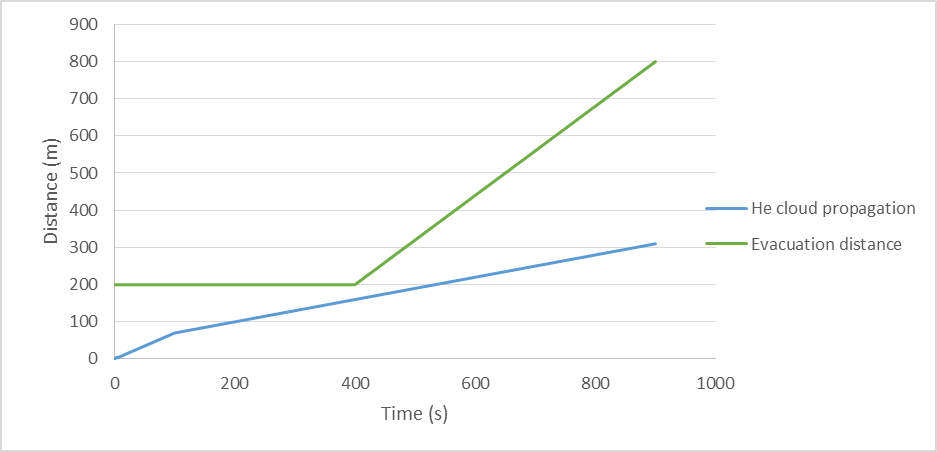 900
800
700
600
500
400
300
200
100
0
Distance (m)
0 200 400 600 800 1000
Time (s)
He cloud propagation
Evacuation distance